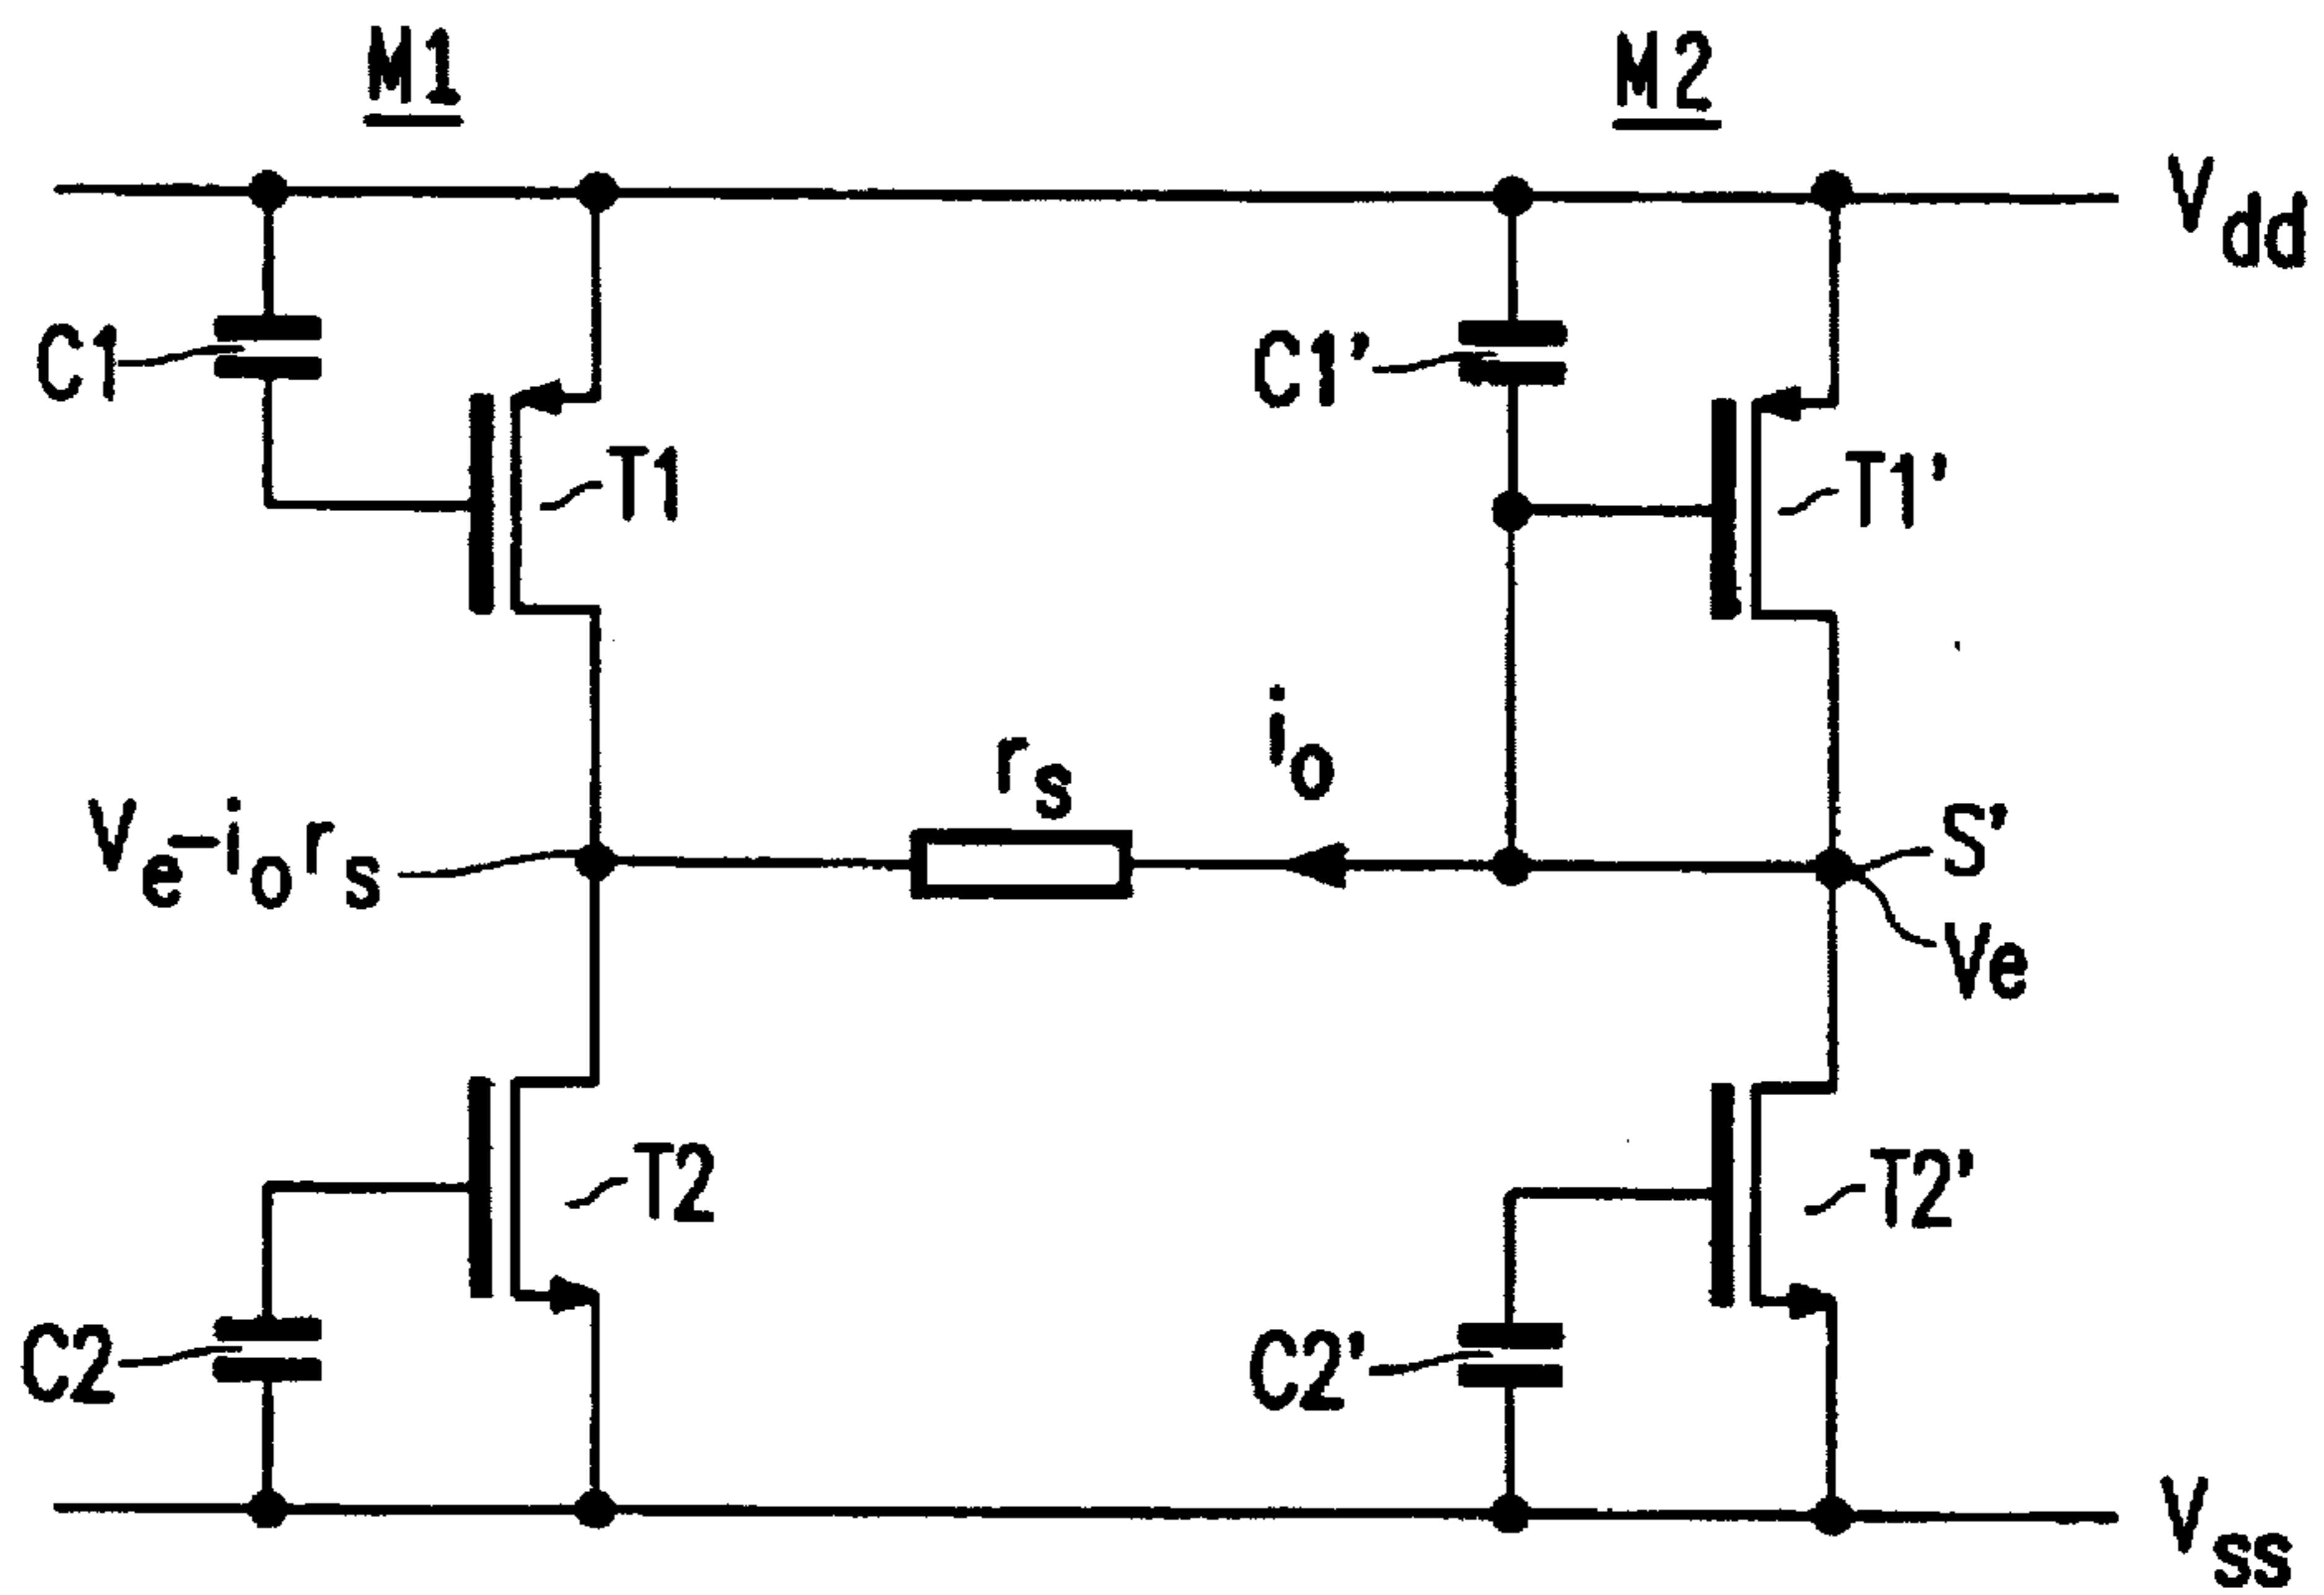 M1
M2
Vdd
C1
C1'
T1
T1'
io
rs
Ve-iors
S'
Ve
T2
T2'
C2
C2'
Vss